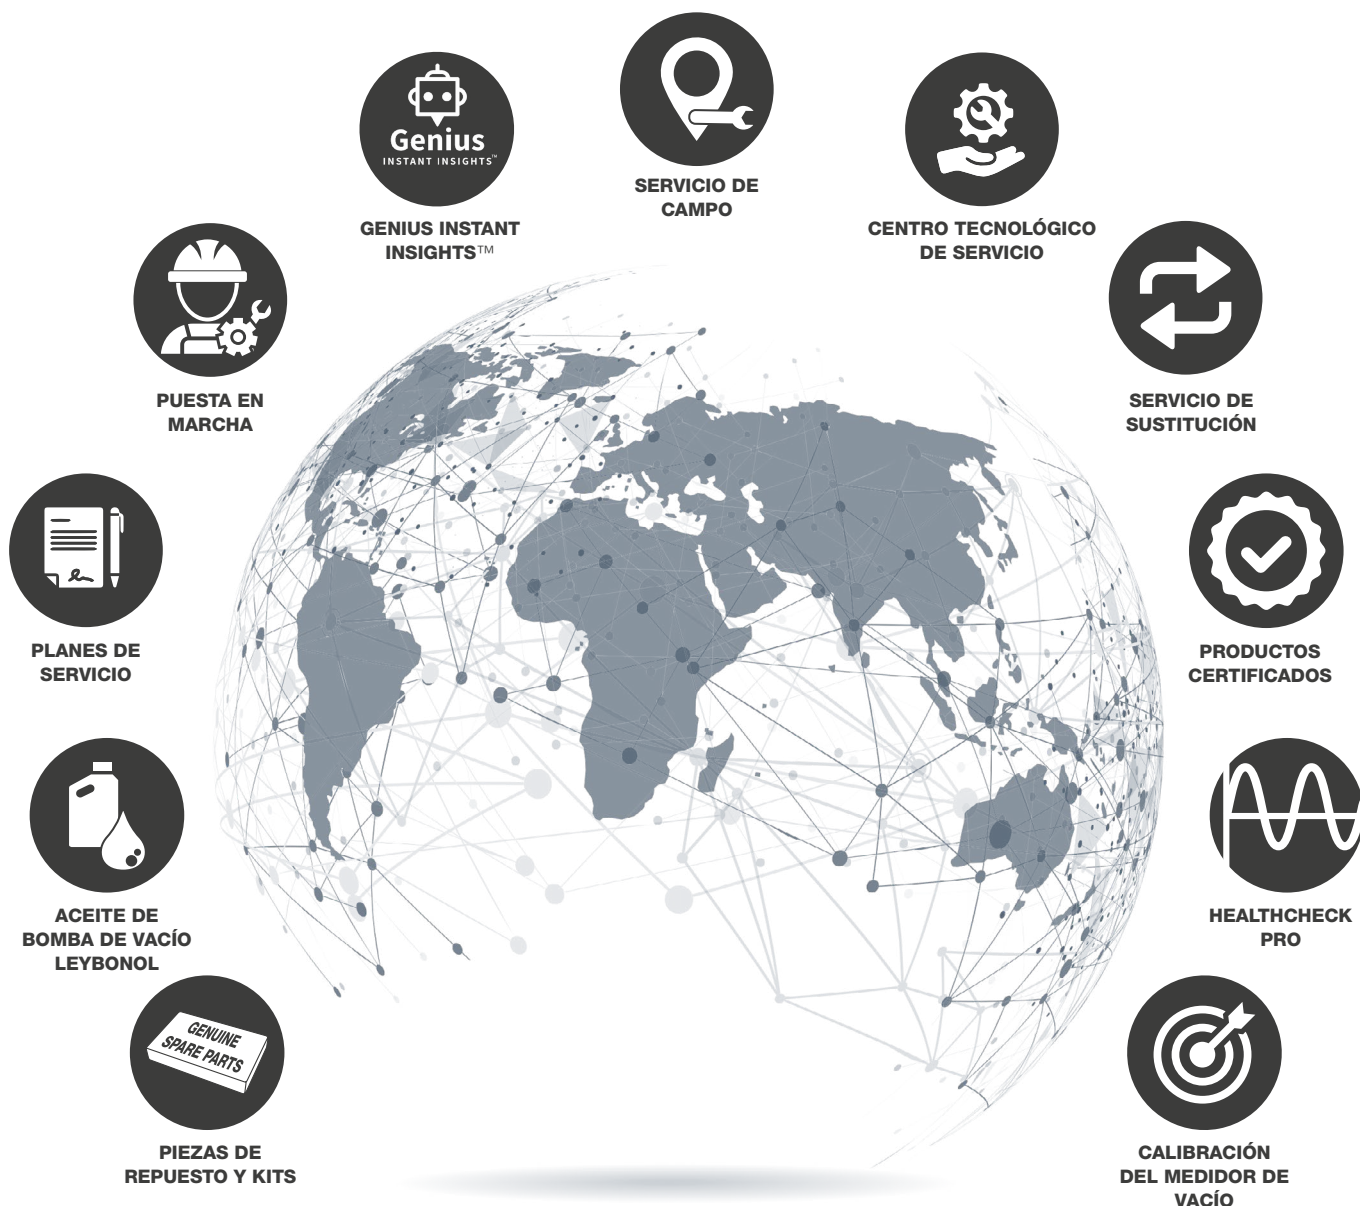 Genius
INSTANT INSIGHTS™
GENIUS INSTANT
INSIGHTS™
SERVICIO DE
CAMPO
CENTRO TECNOLÓGICO
DE SERVICIO
PUESTA EN
MARCHA
SERVICIO DE
SUSTITUCIÓN
PLANES DE
SERVICIO
PRODUCTOS
CERTIFICADOS
ACEITE DE
BOMBA DE VACÍO
LEYBONOL
HEALTHCHECK
PRO
GENUINE
SPARE PARTS
PIEZAS DE
REPUESTO Y KITS
CALIBRACIÓN
DEL MEDIDOR DE
VACÍO